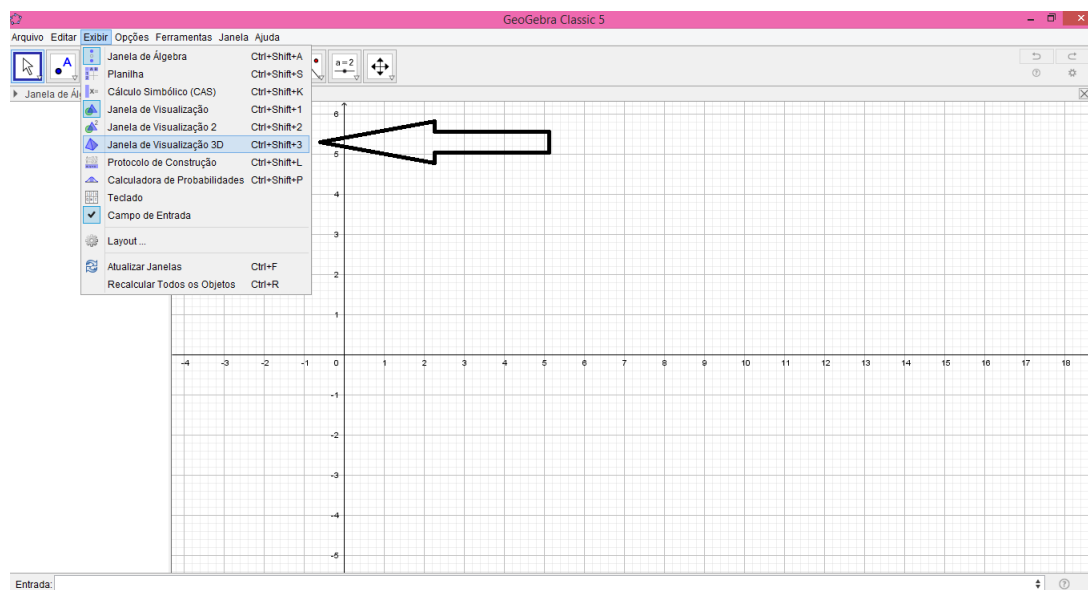 GeoGebra Classic 5
Arquivo Editar Exibir Opções Ferramentas Janela Ajuda
A
a=2
Janela de Ál
Janela de Álgebra Ctrl+Shift+A
Planilha Ctrl+Shift+S
x= Cálculo Simbólico (CAS) Ctrl+Shift+K
Janela de Visualização Ctrl+Shift+1
2 Janela de Visualização 2 Ctrl+Shift+2
Janela de Visualização 3D Ctrl+Shift+3
Protocolo de Construção Ctrl+Shift+L
Calculadora de Probabilidades Ctrl+Shift+P
Teclado
Campo de Entrada
Layout ...
Atualizar Janelas Ctrl+F
Recalcular Todos os Objetos Ctrl+R
6
5
4
3
2
1
-4 -3 -2 -1 0 1 2 3 4 5 6 7 8 9 10 11 12 13 14 15 16 17 18
-1
-2
-3
-4
-5
Entrada: